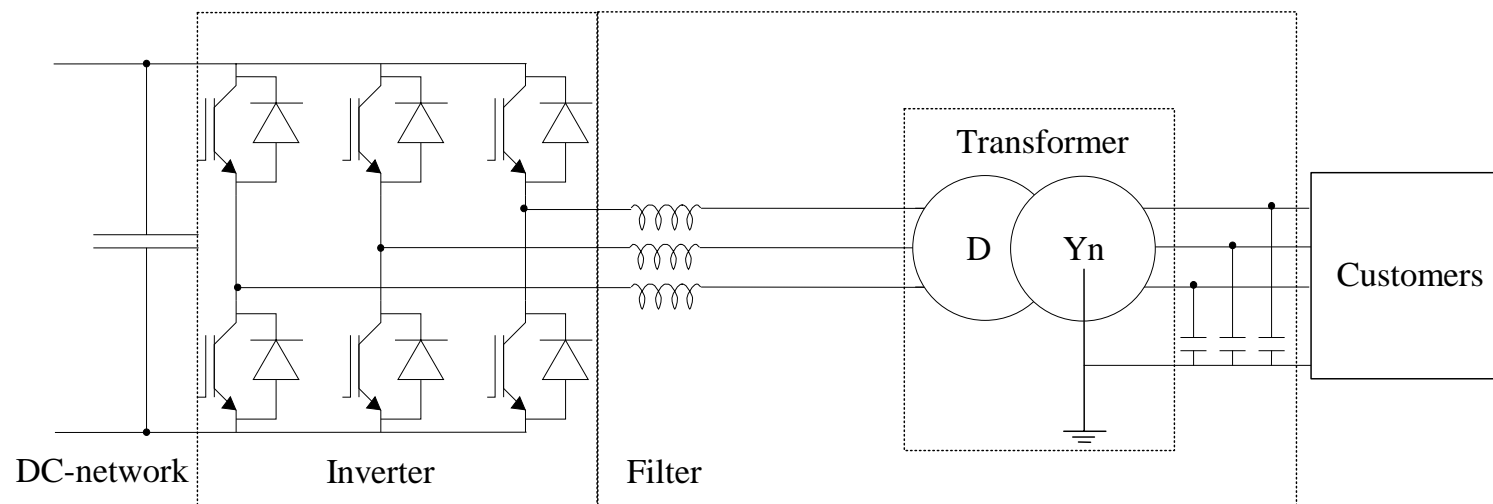 Transformer
D
Yn
Customers
DC-network
Inverter
Filter